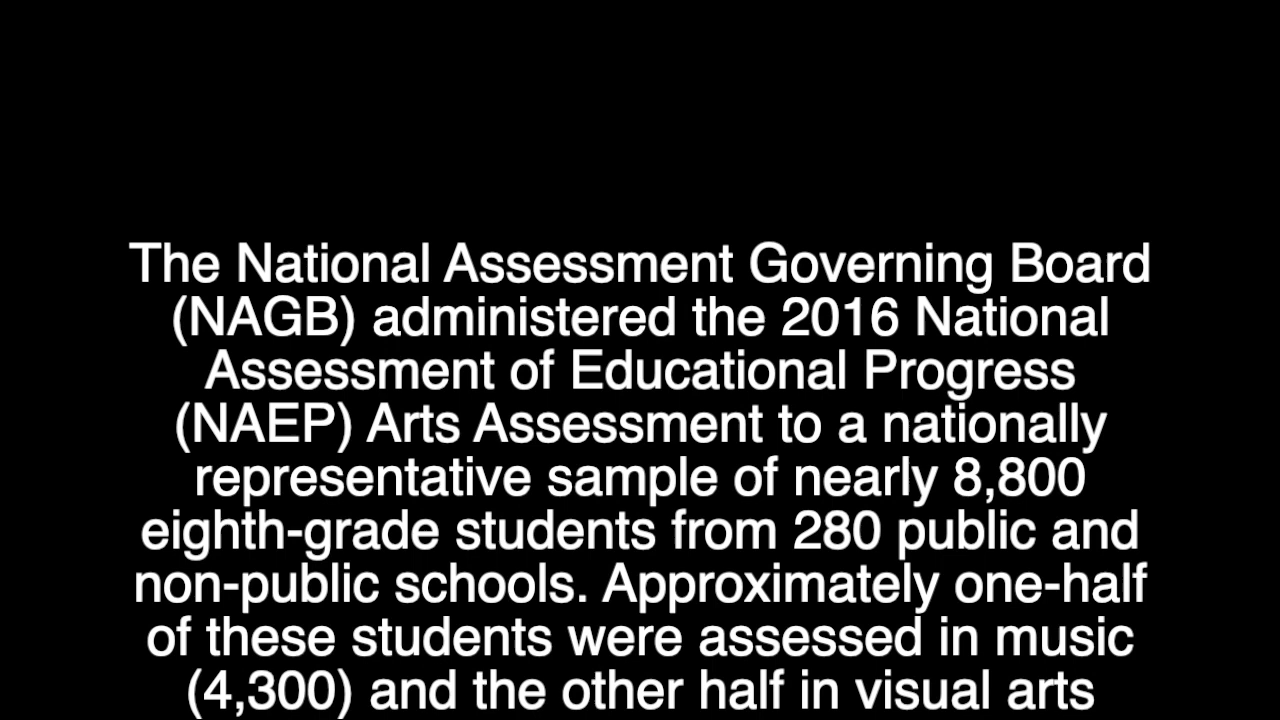 The National Assessment Governing Board
(NAGB) administered the 2016 National
Assessment of Educational Progress
(NAEP) Arts Assessment to a nationally
representative sample of nearly 8,800
eighth-grade students from 280 public and
non-public schools. Approximately one-half
of these students were assessed in music
(4,300) and the other half in visual arts